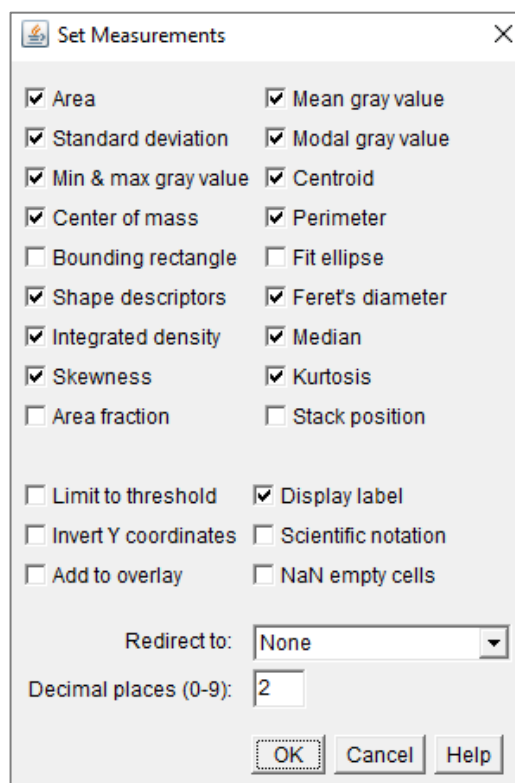 Set Measurements
Area Mean gray value
Standard deviation Modal gray value
Min & max gray value Centroid
Center of mass Perimeter
Bounding rectangle Fit ellipse
Shape descriptors Feret's diameter
Integrated density Median
Skewness Kurtosis
Area fraction Stack position
Limit to threshold Display label
Invert Y coordinates Scientific notation
Add to overlay NaN empty cells
Redirect to: None
Decimal places (0-9): 2
OK Cancel Help